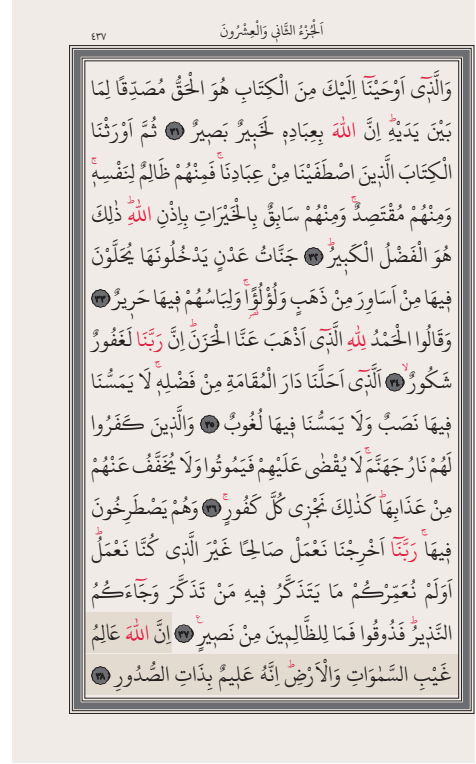 اَلْجُزْءُ الثَّانِي وَالْعِشْرُونَ
٤٣٧
وَالَّذِٓي اَوْحَيْنَٓا اِلَيْكَ مِنَ الْكِتَابِ هُوَ الْحَقُّ مُصَدِّقًا لِمَا
بَيْنَ يَدَيْهِۜ اِنَّ اللّٰهَ بِعِبَادِهٖ لَخَبِيرٌ بَصِيرٌ ٣١ ثُمَّ اَوْرَثْنَا
الْكِتَابَ الَّذِينَ اصْطَفَيْنَا مِنْ عِبَادِنَاۚ فَمِنْهُمْ ظَالِمٌ لِنَفْسِهٖۚ
وَمِنْهُمْ مُقْتَصِدٌۚ وَمِنْهُمْ سَابِقٌ بِالْخَيْرَاتِ بِاِذْنِ اللّٰهِۜ ذٰلِكَ
هُوَ الْفَضْلُ الْكَبِيرُۜ ٣٢ جَنَّاتُ عَدْنٍ يَدْخُلُونَهَا يُحَلَّوْنَ
فِيهَا مِنْ اَسَاوِرَ مِنْ ذَهَبٍ وَلُؤْلُؤًاۚ وَلِبَاسُهُمْ فِيهَا حَرِيرٌ ٣٣
وَقَالُوا الْحَمْدُ لِلّٰهِ الَّذِٓي اَذْهَبَ عَنَّا الْحَزَنَۜ اِنَّ رَبَّنَا لَغَفُورٌ
شَكُورٌۙ ٣٤ اَلَّذِٓي اَحَلَّنَا دَارَ الْمُقَامَةِ مِنْ فَضْلِهٖۚ لَا يَمَسُّنَا
فِيهَا نَصَبٌ وَلَا يَمَسُّنَا فِيهَا لُغُوبٌ ٣٥ وَالَّذِينَ كَفَرُوا
لَهُمْ نَارُ جَهَنَّمَۚ لَا يُقْضٰى عَلَيْهِمْ فَيَمُوتُوا وَلَا يُخَفَّفُ عَنْهُمْ
مِنْ عَذَابِهَاۜ كَذٰلِكَ نَجْزِي كُلَّ كَفُورٍۚ ٣٦ وَهُمْ يَصْطَرِخُونَ
فِيهَاۚ رَبَّنَٓا اَخْرِجْنَا نَعْمَلْ صَالِحًا غَيْرَ الَّذِي كُنَّا نَعْمَلُۜ
اَوَلَمْ نُعَمِّرْكُمْ مَا يَتَذَكَّرُ فِيهِ مَنْ تَذَكَّرَ وَجَٓاءَكُمُ
النَّذِيرُۜ فَذُوقُوا فَمَا لِلظَّالِمِينَ مِنْ نَصِيرٍۚ ٣٧ اِنَّ اللّٰهَ عَالِمُ
غَيْبِ السَّمٰوَاتِ وَالْاَرْضِۜ اِنَّهُ عَلِيمٌ بِذَاتِ الصُّدُورِ ٣٨